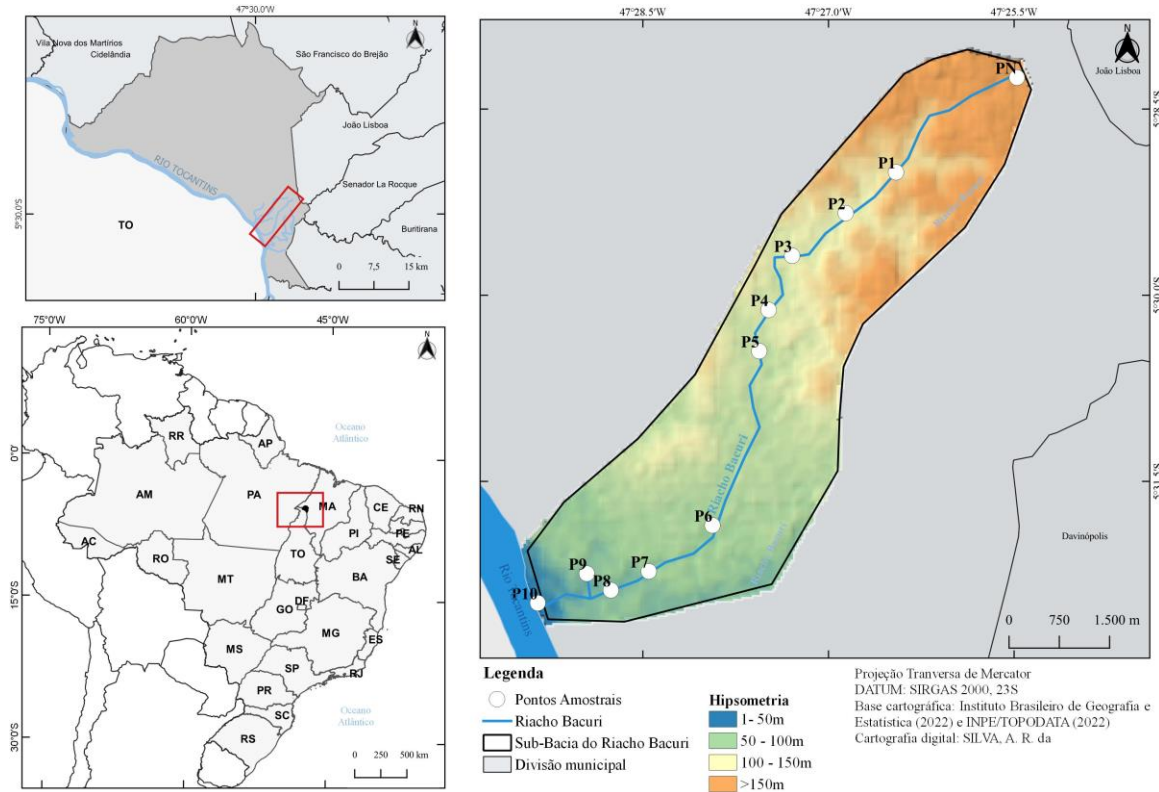 47°30.0'W
N
Vila Nova dos Martírios
Cidelândia
São Francisco do Brejão
João Lisboa
RIO TOCANTINS
Senador La Rocque
Buritirana
5°30.0'S
TO
0 7,5 15 km
75°0'W 60°0'W 45°0'W
N
Oceano
Atlântico
0°0'
15°0'S
30°0'S
RR
AP
AM
PA
MA
CE
RN
PI
PE
AL
SE
AC
RO
TO
MT
BA
DF
GO
MG
ES
MS
SP
RJ
PR
SC
RS
Oceano
Atlântico
0 250 500 km
47°28.5'W 47°27.0'W 47°25.5'W
N
João Lisboa
PN
P1
P2
P3
P4
P5
Riacho Bacuri
P6
P7
P8
P9
P10
Rio Tocantins
Davinópolis
0 750 1.500 m
Legenda
Pontos Amostrais
Riacho Bacuri
Sub-Bacia do Riacho Bacuri
Divisão municipal
Hipsometria
1- 50m
50 - 100m
100 - 150m
>150m
Projeção Tranversa de Mercator
DATUM: SIRGAS 2000, 23S
Base cartográfica: Instituto Brasileiro de Geografia e
Estatística (2022) e INPE/TOPODATA (2022)
Cartografia digital: SILVA, A. R. da